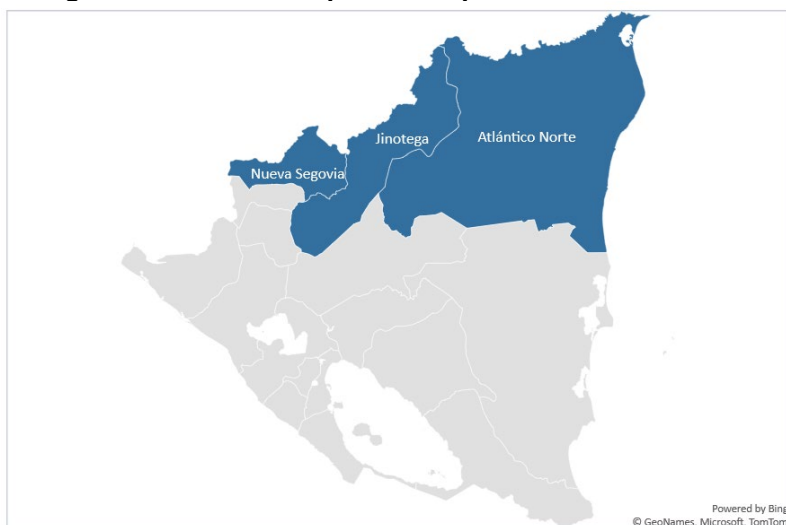 Jinotega
Atlántico Norte
Nueva Segovia
Powered by Bing
© GeoNames, Microsoft, TomTom